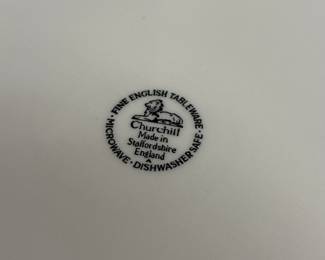 · FINE ENGLISH TABLEWARE ·
Churchill
Made in
Staffordshire
England
MICROWAVE · DISHWASHER SAFE